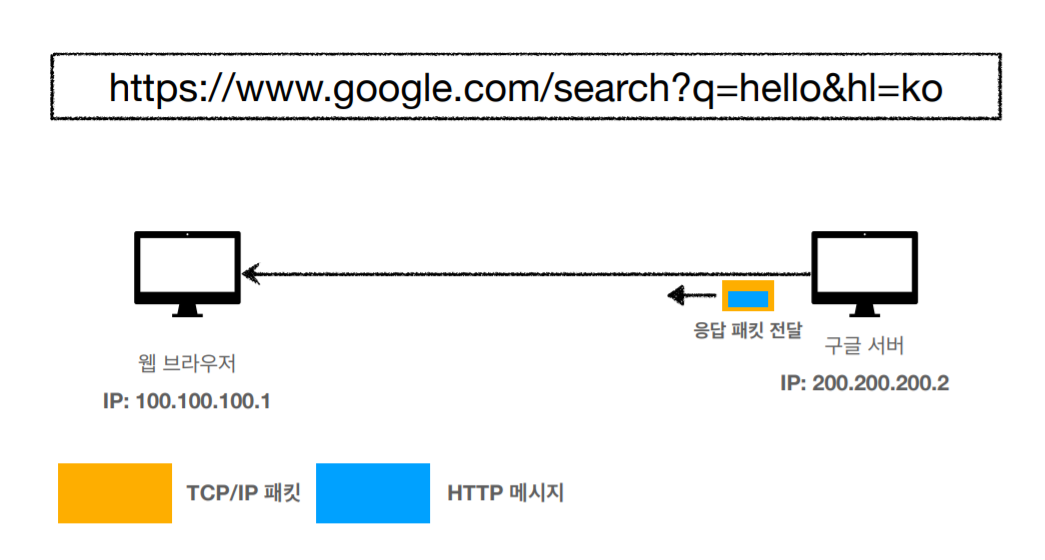 https://www.google.com/search?q=hello&hl=ko
응답 패킷 전달
웹 브라우저
구글 서버
IP: 100.100.100.1
IP: 200.200.200.2
TCP/IP 패킷
HTTP 메시지